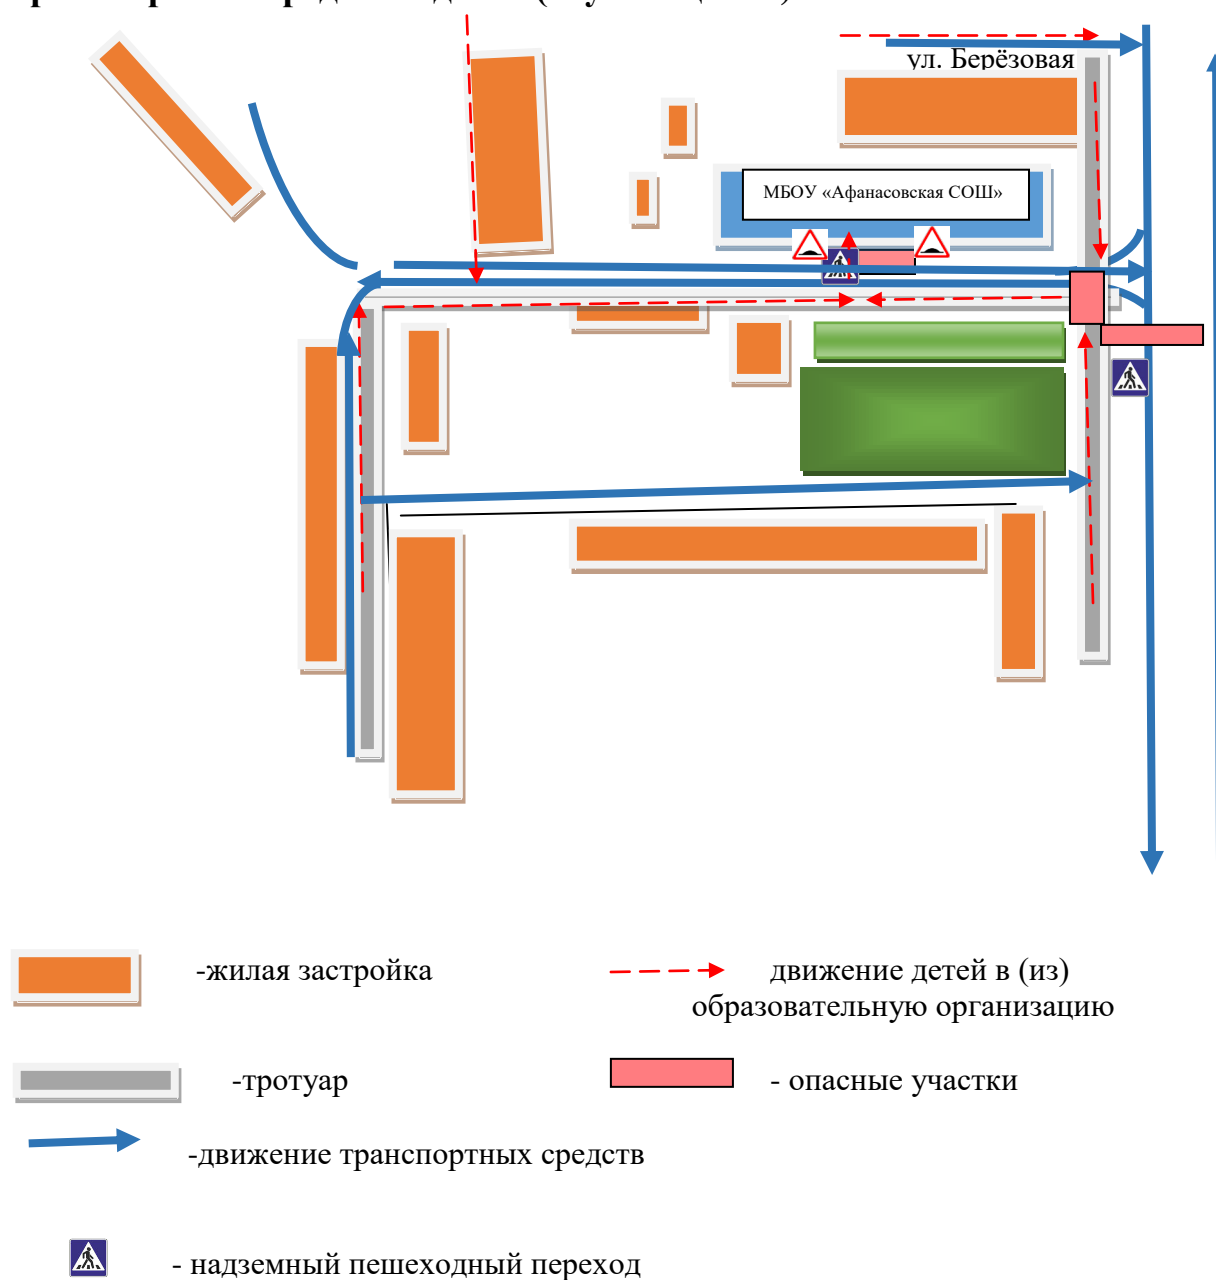 ул. Берёзовая
МБОУ «Афанасовская СОШ»
-жилая застройка
движение детей в (из)
образовательную организацию
-тротуар
- опасные участки
-движение транспортных средств
- надземный пешеходный переход